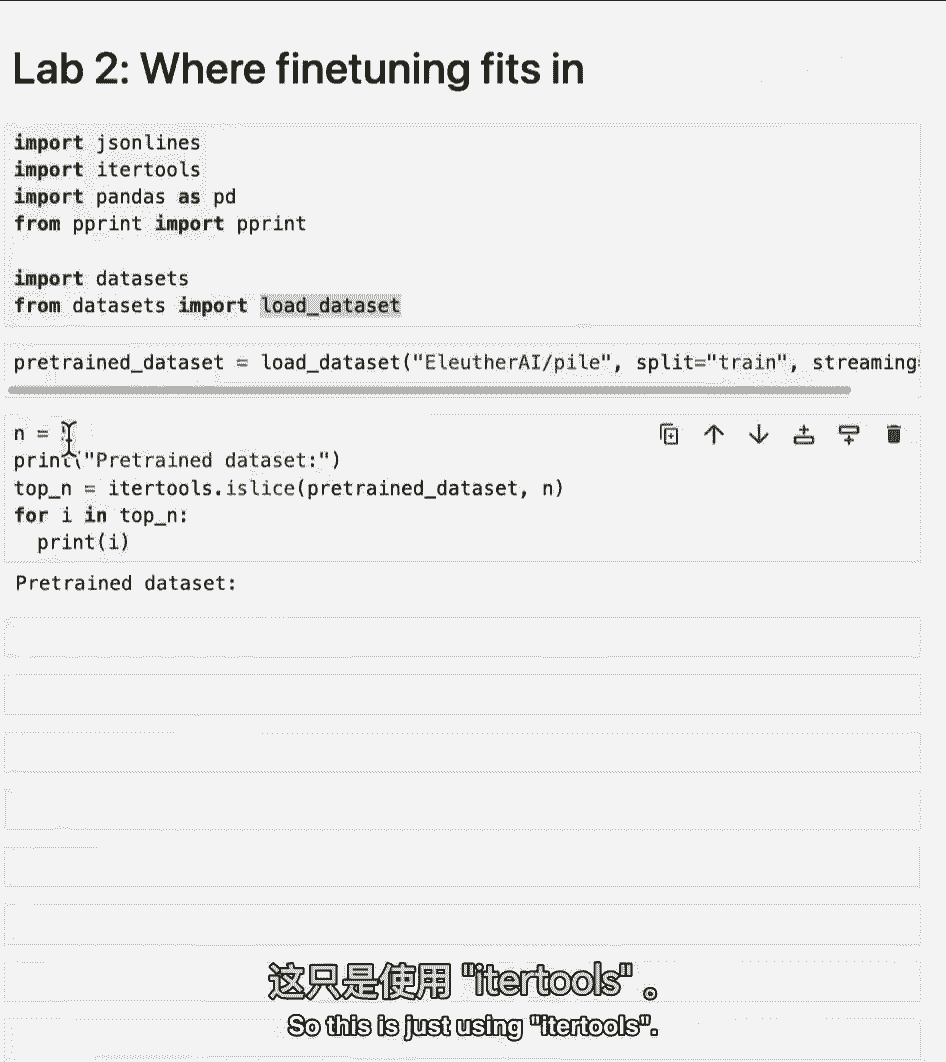 Lab 2: Where finetuning fits in
import jsonlines
import itertools
import pandas as pd
from pprint import pprint
import datasets
from datasets import load_dataset
pretrained_dataset = load_dataset("EleutherAI/pile", split="train", streaming
n =
print("Pretrained dataset:")
top_n = itertools.islice(pretrained_dataset, n)
for i in top_n:
print(i)
Pretrained dataset:
这只是使用 "itertools" 。
So this is just using "itertools".